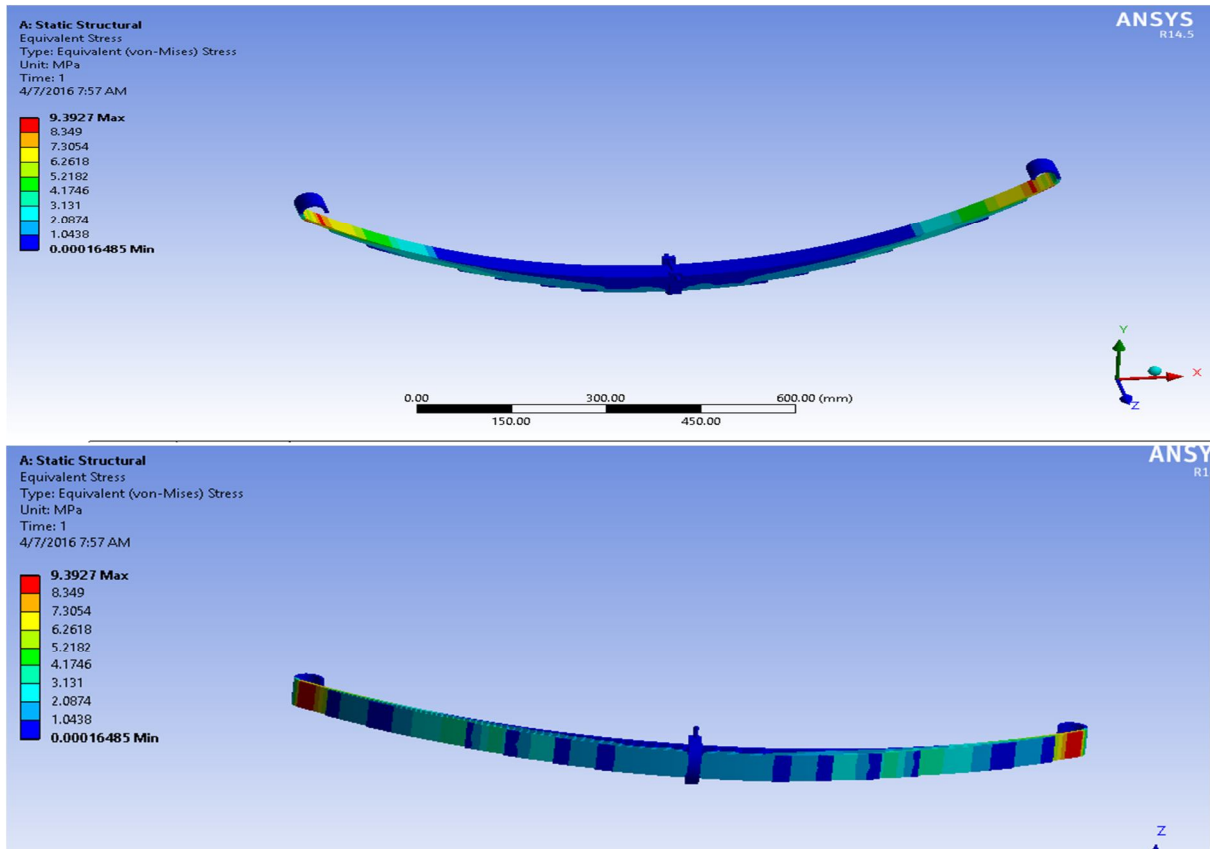 A: Static Structural
Equivalent Stress
Type: Equivalent (von-Mises) Stress
Unit: MPa
Time: 1
4/7/2016 7:57 AM
ANSYS
R14.5
9.3927 Max
8.349
7.3054
6.2618
5.2182
4.1746
3.131
2.0874
1.0438
0.00016485 Min
Y
X
Z
0.00 300.00 600.00 (mm)
150.00 450.00
A: Static Structural
Equivalent Stress
Type: Equivalent (von-Mises) Stress
Unit: MPa
Time: 1
4/7/2016 7:57 AM
ANSY
R1
9.3927 Max
8.349
7.3054
6.2618
5.2182
4.1746
3.131
2.0874
1.0438
0.00016485 Min
Z